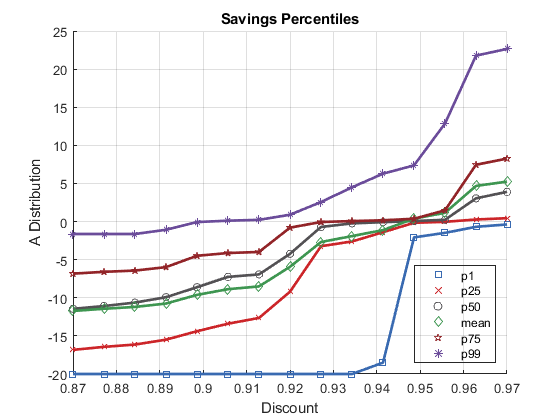 Savings Percentiles
A Distribution
25
20
15
10
5
0
-5
-10
-15
-20
0.87 0.88 0.89 0.9 0.91 0.92 0.93 0.94 0.95 0.96 0.97
Discount
p1
p25
p50
mean
p75
p99